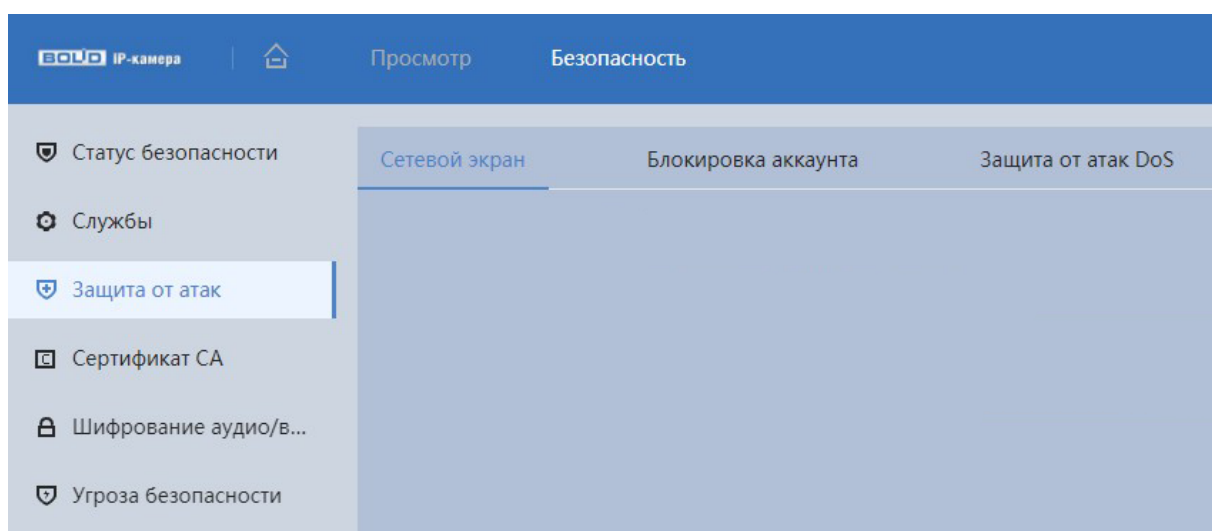 BOLID IP-камера Просмотр Безопасность
Статус безопасности
Сетевой экран Блокировка аккаунта Защита от атак DoS
Службы
Защита от атак
Сертификат CA
Шифрование аудио/в...
Угроза безопасности